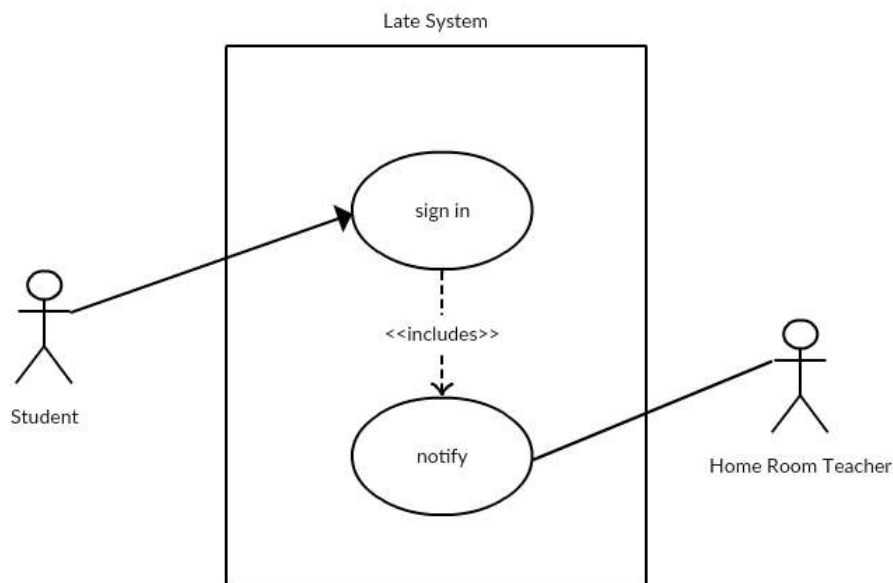 Late System
sign in
<<includes>>
Student
notify
Home Room Teacher